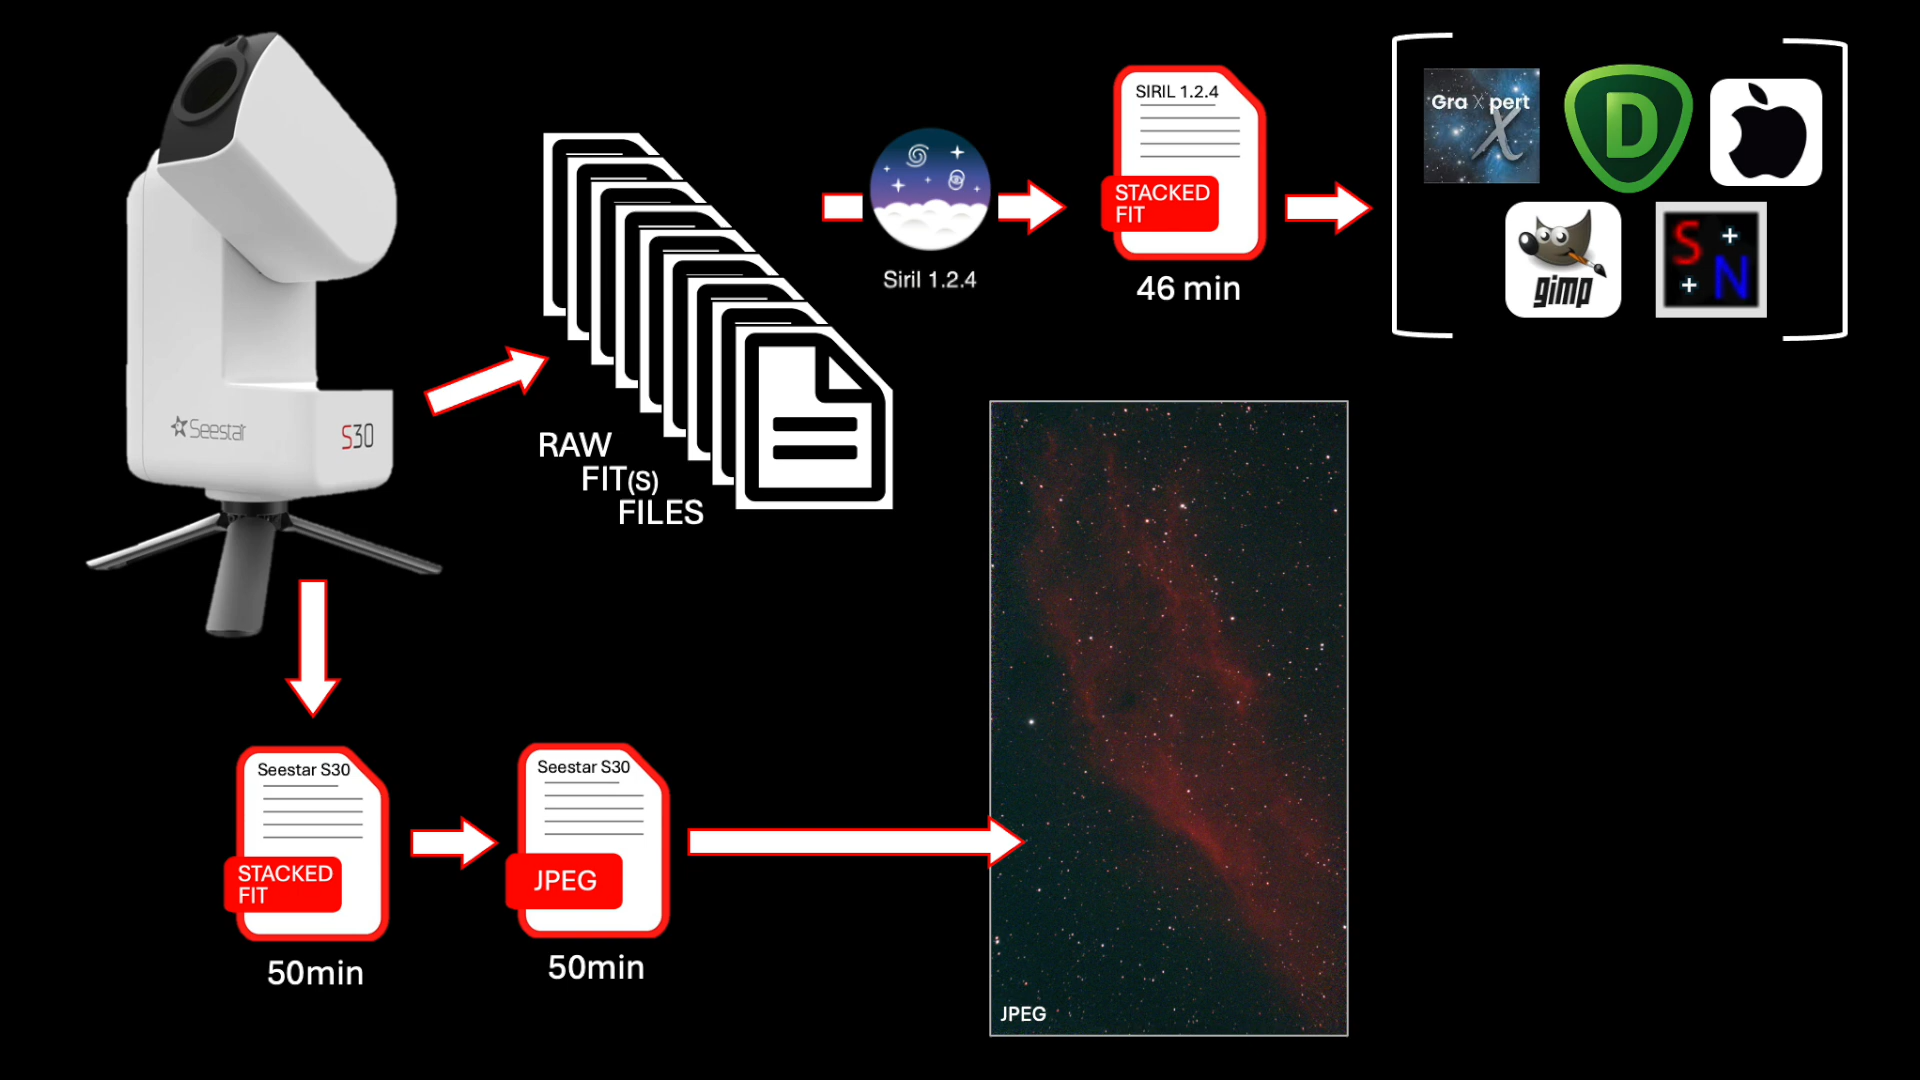 Seestar
S30
RAW
FIT(S)
FILES
Siril 1.2.4
SIRIL 1.2.4
STACKED
FIT
46 min
Gra X pert
X
D
gimp
S
N
Seestar S30
STACKED
FIT
50min
Seestar S30
JPEG
50min
JPEG